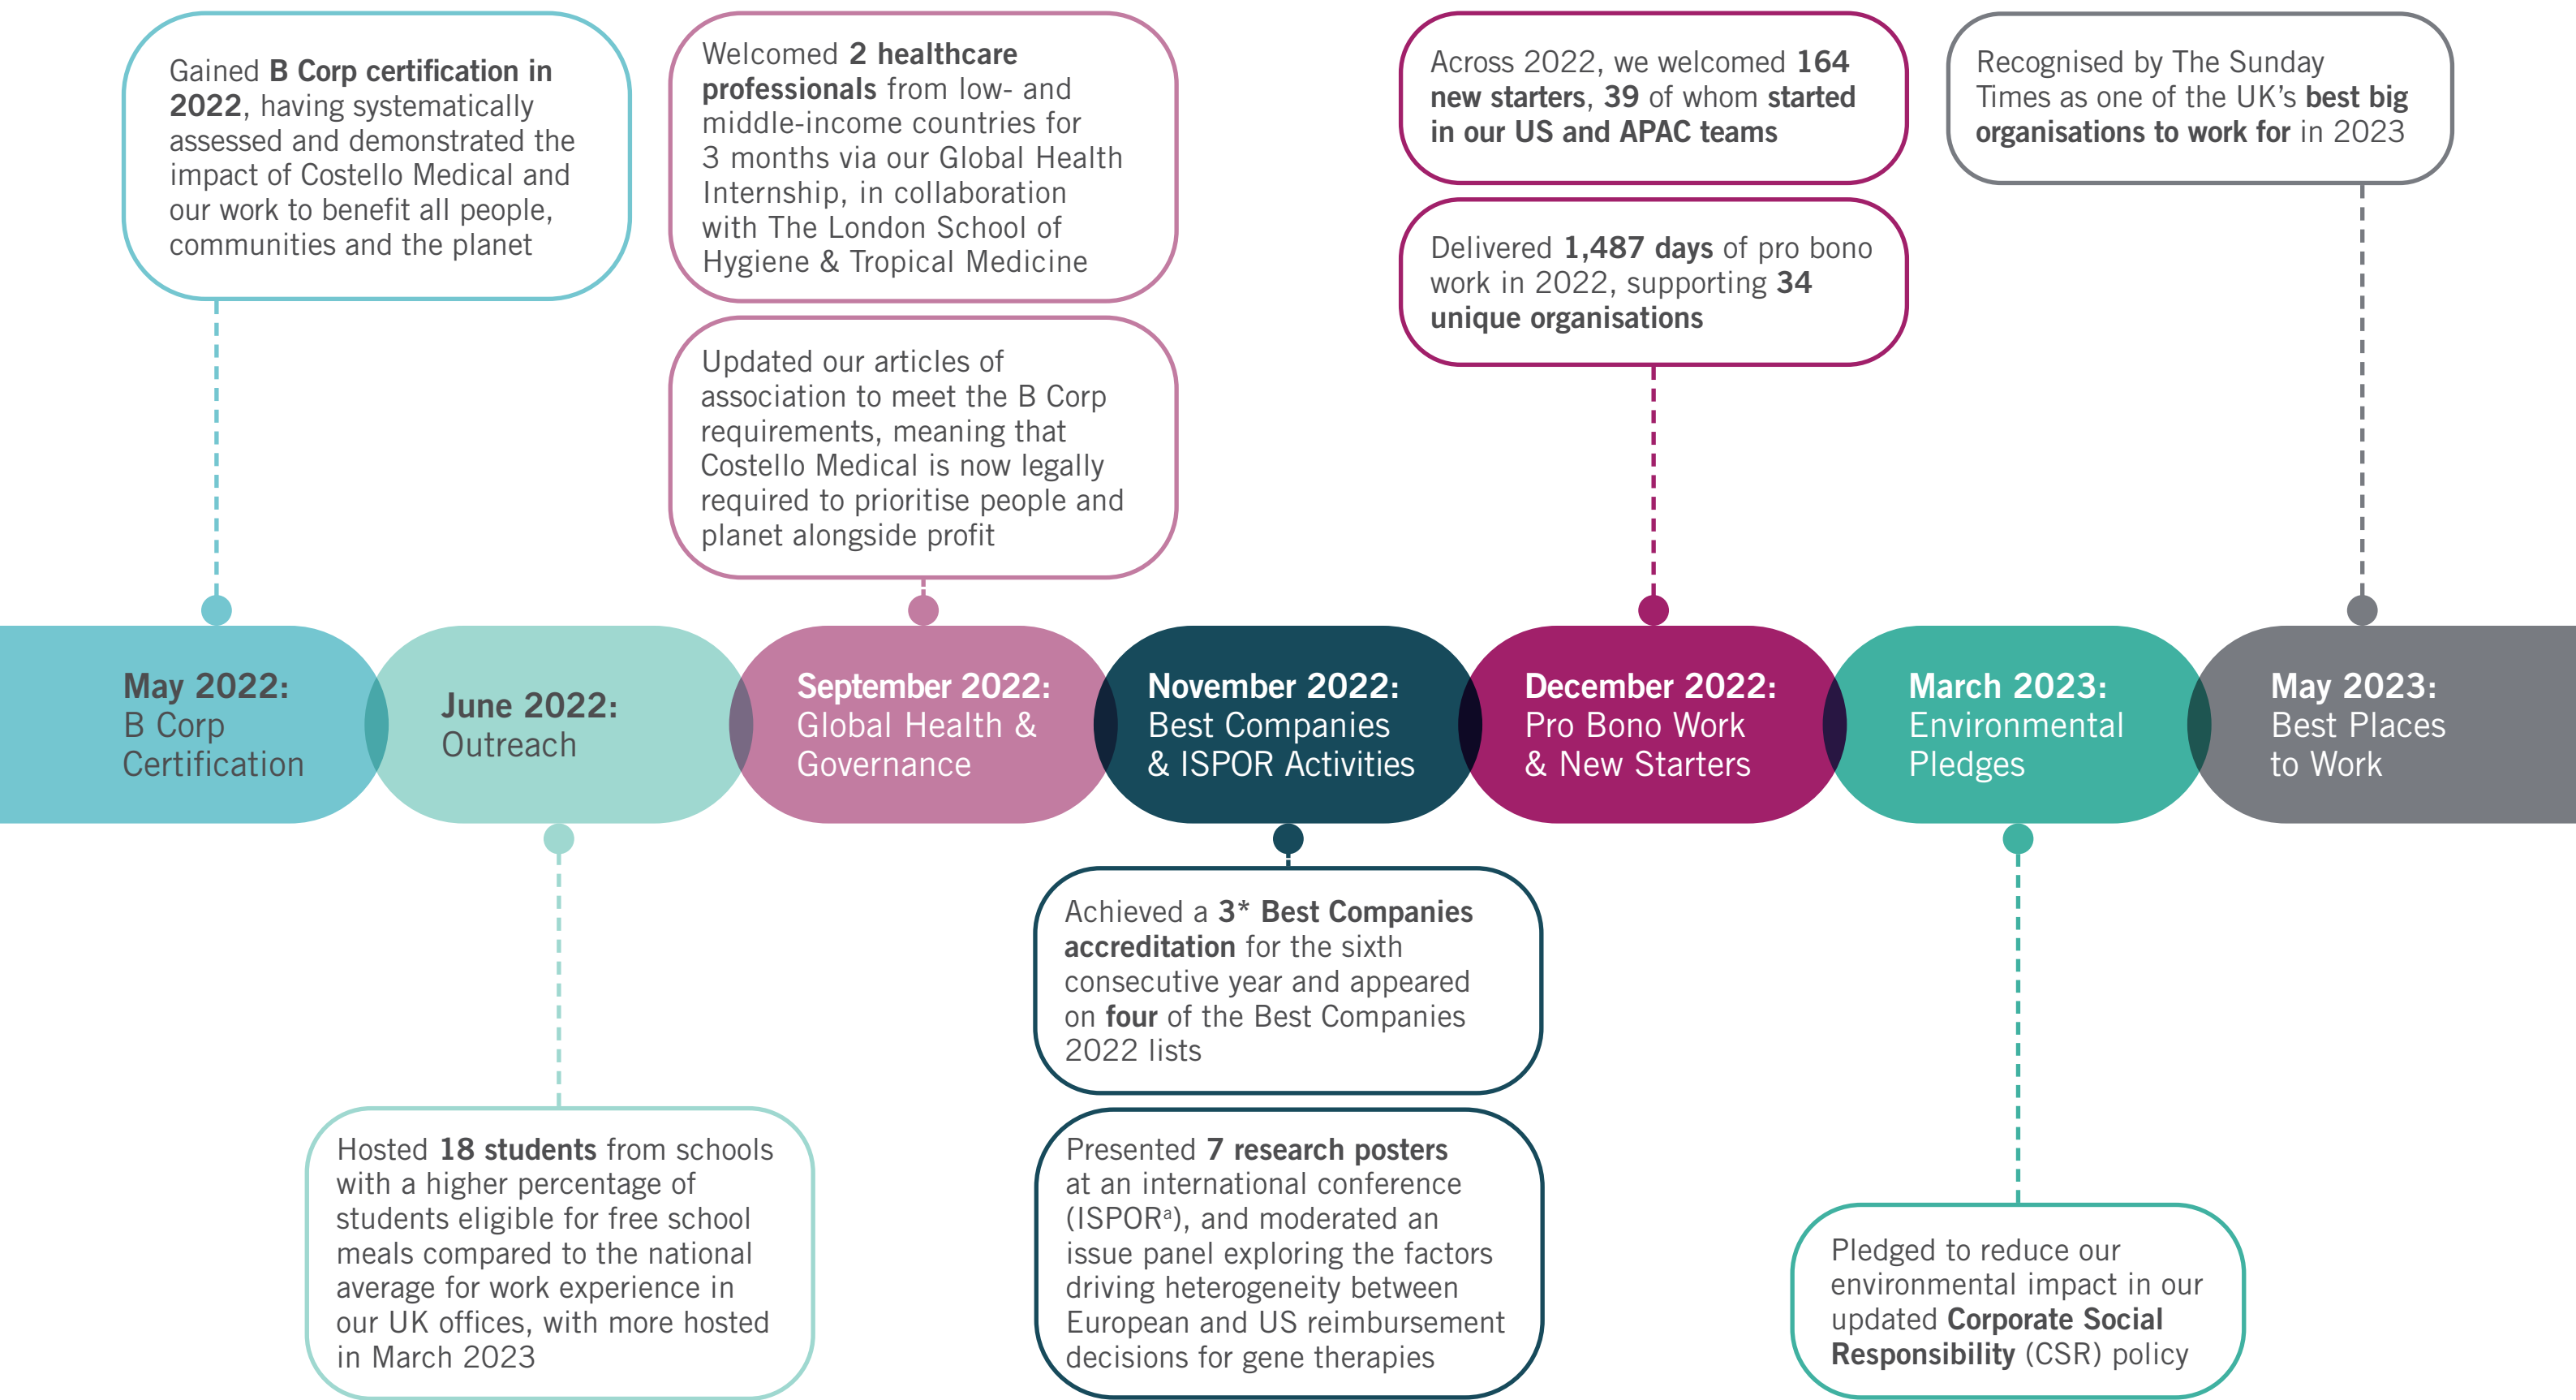 Gained B Corp certification in
2022, having systematically
assessed and demonstrated the
impact of Costello Medical and
our work to benefit all people,
communities and the planet
Welcomed 2 healthcare
professionals from low- and
middle-income countries for
3 months via our Global Health
Internship, in collaboration
with The London School of
Hygiene & Tropical Medicine
Updated our articles of
association to meet the B Corp
requirements, meaning that
Costello Medical is now legally
required to prioritise people and
planet alongside profit
Across 2022, we welcomed 164
new starters, 39 of whom started
in our US and APAC teams
Delivered 1,487 days of pro bono
work in 2022, supporting 34
unique organisations
Recognised by The Sunday
Times as one of the UK's best big
organisations to work for in 2023
May 2022:
B Corp
Certification
June 2022:
Outreach
September 2022:
Global Health &
Governance
November 2022:
Best Companies
& ISPOR Activities
December 2022:
Pro Bono Work
& New Starters
March 2023:
Environmental
Pledges
May 2023:
Best Places
to Work
Hosted 18 students from schools
with a higher percentage of
students eligible for free school
meals compared to the national
average for work experience in
our UK offices, with more hosted
in March 2023
Achieved a 3* Best Companies
accreditation for the sixth
consecutive year and appeared
on four of the Best Companies
2022 lists
Presented 7 research posters
at an international conference
(ISPORᵃ), and moderated an
issue panel exploring the factors
driving heterogeneity between
European and US reimbursement
decisions for gene therapies
Pledged to reduce our
environmental impact in our
updated Corporate Social
Responsibility (CSR) policy